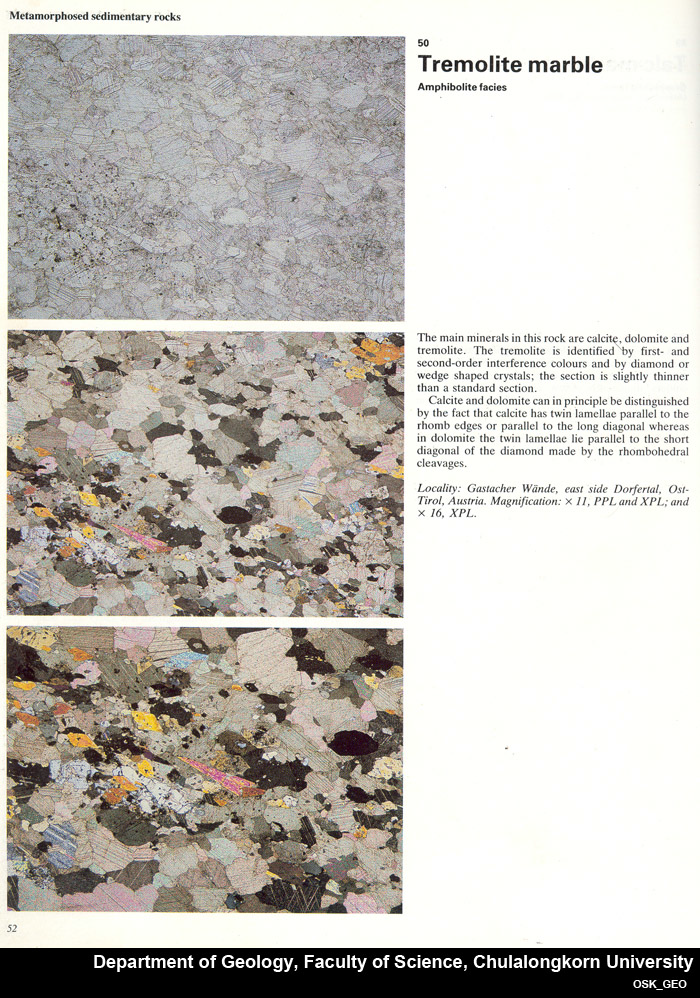 Metamorphosed sedimentary rocks
50
Tremolite marble
Amphibolite facies
The main minerals in this rock are calcite, dolomite and
tremolite. The tremolite is identified by first- and
second-order interference colours and by diamond or
wedge shaped crystals; the section is slightly thinner
than a standard section.
Calcite and dolomite can in principle be distinguished
by the fact that calcite has twin lamellae parallel to the
rhomb edges or parallel to the long diagonal whereas
in dolomite the twin lamellae lie parallel to the short
diagonal of the diamond made by the rhombohedral
cleavages.
Locality: Gastacher Wände, east side Dorfertal, Ost-
Tirol, Austria. Magnification: × 11, PPL and XPL; and
× 16, XPL.
52
Department of Geology, Faculty of Science, Chulalongkorn University
OSK_GEO